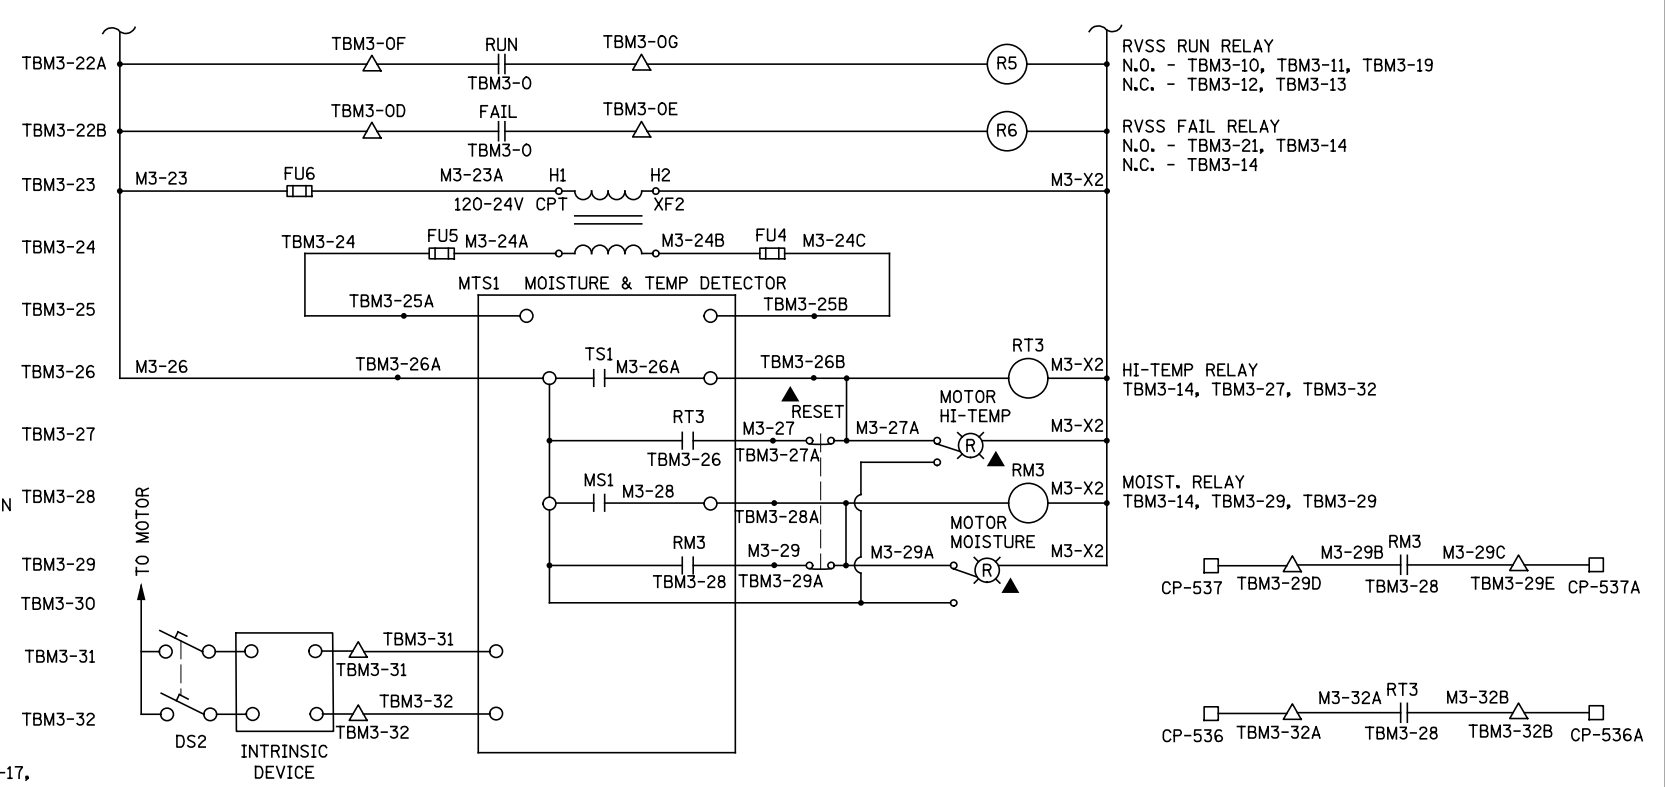 TBM3-22A
TBM3-0F
RUN
TBM3-0
TBM3-0G
R5
RVSS RUN RELAY
N.O. - TBM3-10, TBM3-11, TBM3-19
N.C. - TBM3-12, TBM3-13
TBM3-22B
TBM3-0D
FAIL
TBM3-0
TBM3-0E
R6
RVSS FAIL RELAY
N.O. - TBM3-21, TBM3-14
N.C. - TBM3-14
TBM3-23
M3-23
FU6
M3-23A
H1
H2
M3-X2
120-24V CPT
XF2
TBM3-24
TBM3-24
FU5
M3-24A
M3-24B
FU4
M3-24C
MTS1 MOISTURE & TEMP DETECTOR
TBM3-25
TBM3-25A
TBM3-25B
TBM3-26
M3-26
TBM3-26A
TS1
M3-26A
TBM3-26B
RT3
M3-X2
HI-TEMP RELAY
TBM3-14, TBM3-27, TBM3-32
TBM3-27
RT3
TBM3-26
M3-27
TBM3-27A
RESET
M3-27A
MOTOR
HI-TEMP
R
M3-X2
N
TBM3-28
MS1
M3-28
TBM3-28A
RM3
M3-X2
MOIST. RELAY
TBM3-14, TBM3-29, TBM3-29
TBM3-29
RM3
TBM3-28
M3-29
TBM3-29A
M3-29A
MOTOR
MOISTURE
R
M3-X2
CP-537
TBM3-29D
M3-29B
RM3
TBM3-28
M3-29C
TBM3-29E
CP-537A
TBM3-30
TO MOTOR
TBM3-31
TBM3-31
TBM3-31
TBM3-32
DS2
INTRINSIC
DEVICE
TBM3-32
TBM3-32
CP-536
TBM3-32A
M3-32A
RT3
TBM3-28
M3-32B
TBM3-32B
CP-536A
-17,